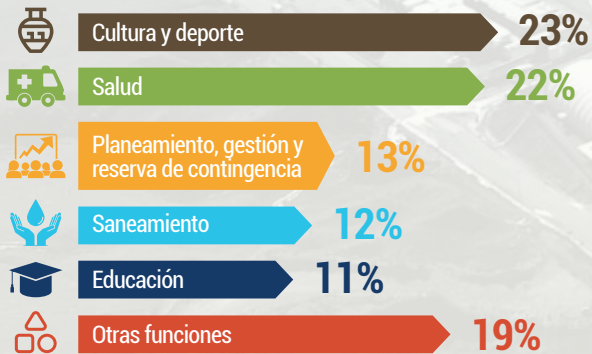 Cultura y deporte 23%
Salud 22%
Planeamiento, gestión y
reserva de contingencia 13%
Saneamiento 12%
Educación 11%
Otras funciones 19%